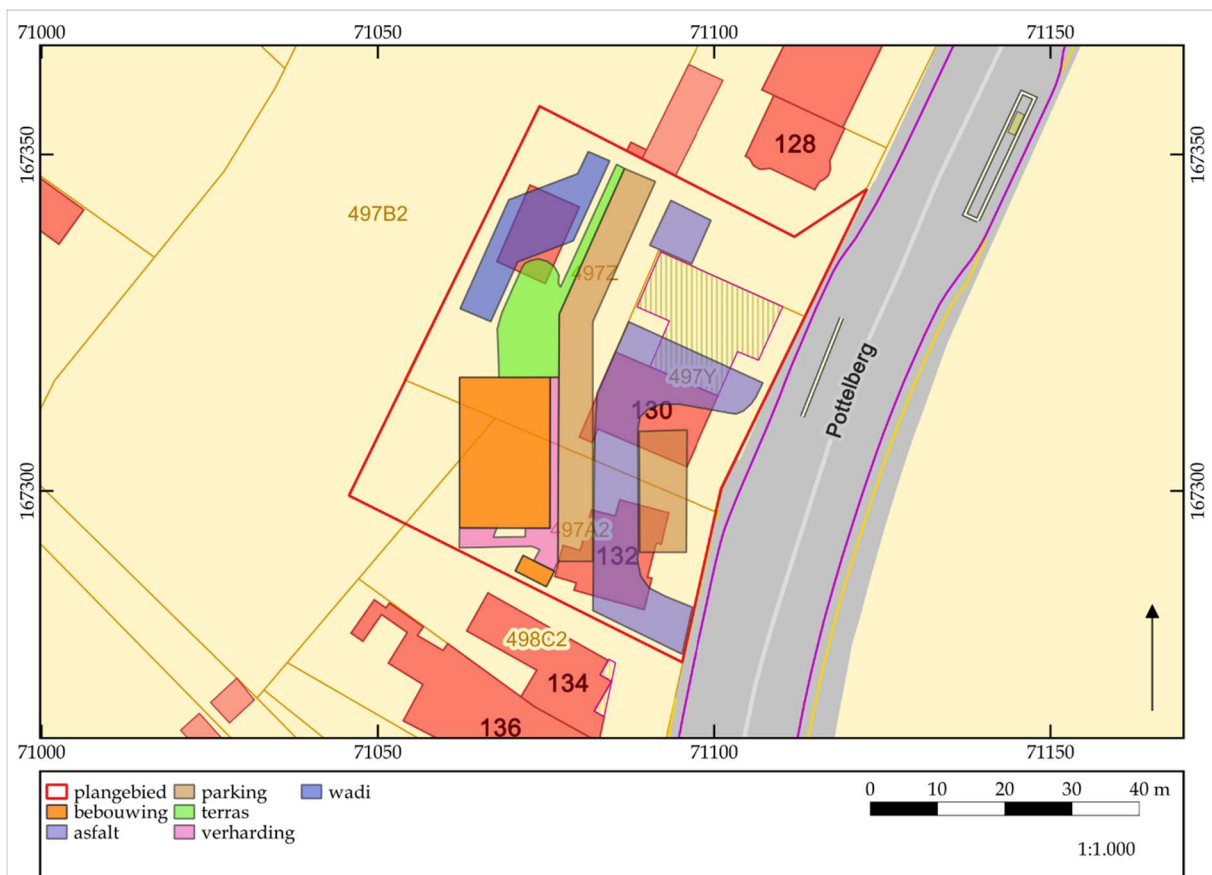 71000 71050 71100 71150
167350 167350
128
497B2
497Z
497Y
130
Pottelberg
167300 167300
497A2
132
498C2
134
136
71000 71050 71100 71150
plangebied parking wadi
bebouwing terras
asfalt verharding
0 10 20 30 40 m
1:1.000